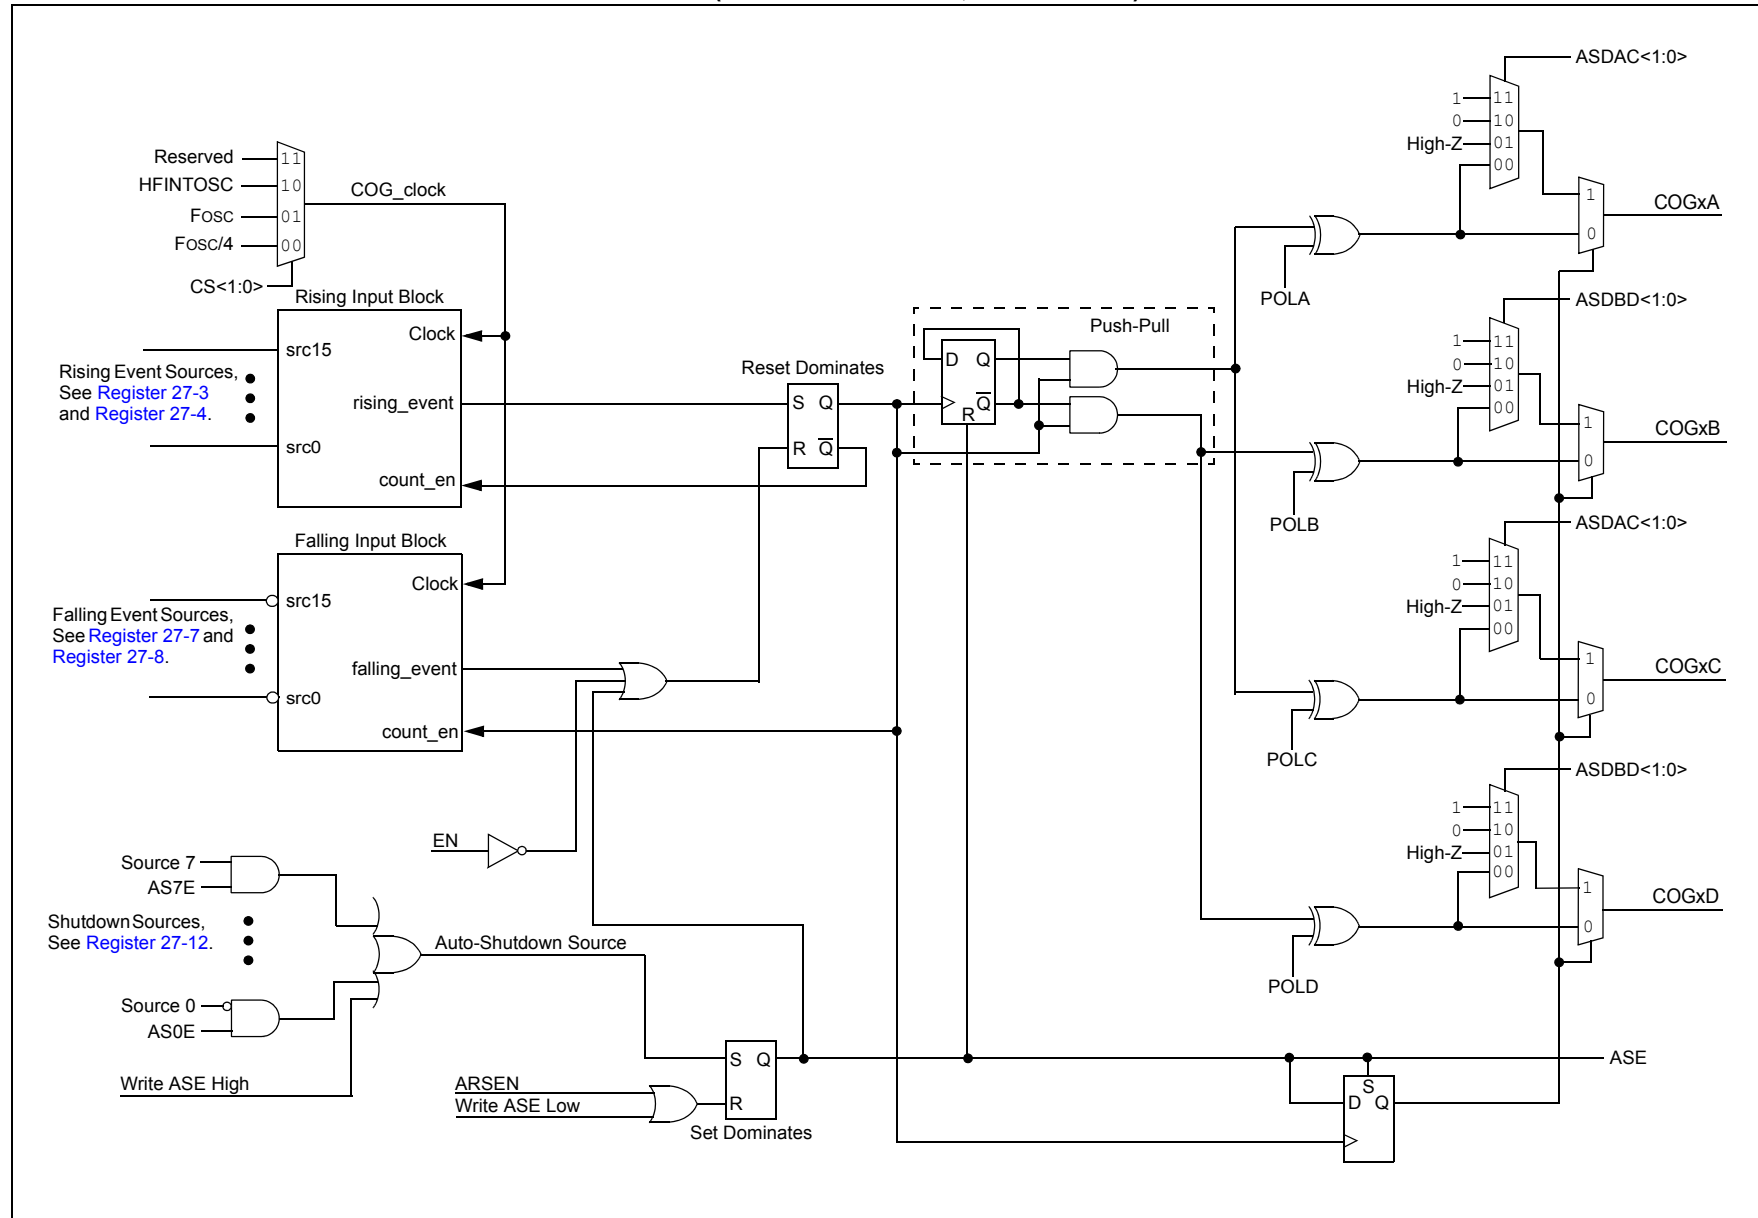 ASDAC<1:0>
1 11
0 10
High-Z 01
00
1
0
COGxA
POLA
Reserved 11
HFINTOSC 10
FOSC 01
FOSC/4 00
CS<1:0>
COG_clock
Rising Input Block
Clock
src15
Rising Event Sources,
See Register 27-3
and Register 27-4.
rising_event
src0
count_en
Reset Dominates
S Q
R Q
Push-Pull
D Q
R Q
ASDBD<1:0>
1 11
0 10
High-Z 01
00
1
0
COGxB
POLB
Falling Input Block
Clock
src15
Falling Event Sources,
See Register 27-7 and
Register 27-8.
falling_event
src0
count_en
ASDAC<1:0>
1 11
0 10
High-Z 01
00
1
0
COGxC
POLC
EN
Source 7
AS7E
Shutdown Sources,
See Register 27-12.
Source 0
AS0E
Write ASE High
Auto-Shutdown Source
ARSEN
Write ASE Low
S Q
R
Set Dominates
ASDBD<1:0>
1 11
0 10
High-Z 01
00
1
0
COGxD
POLD
ASE
S
D Q